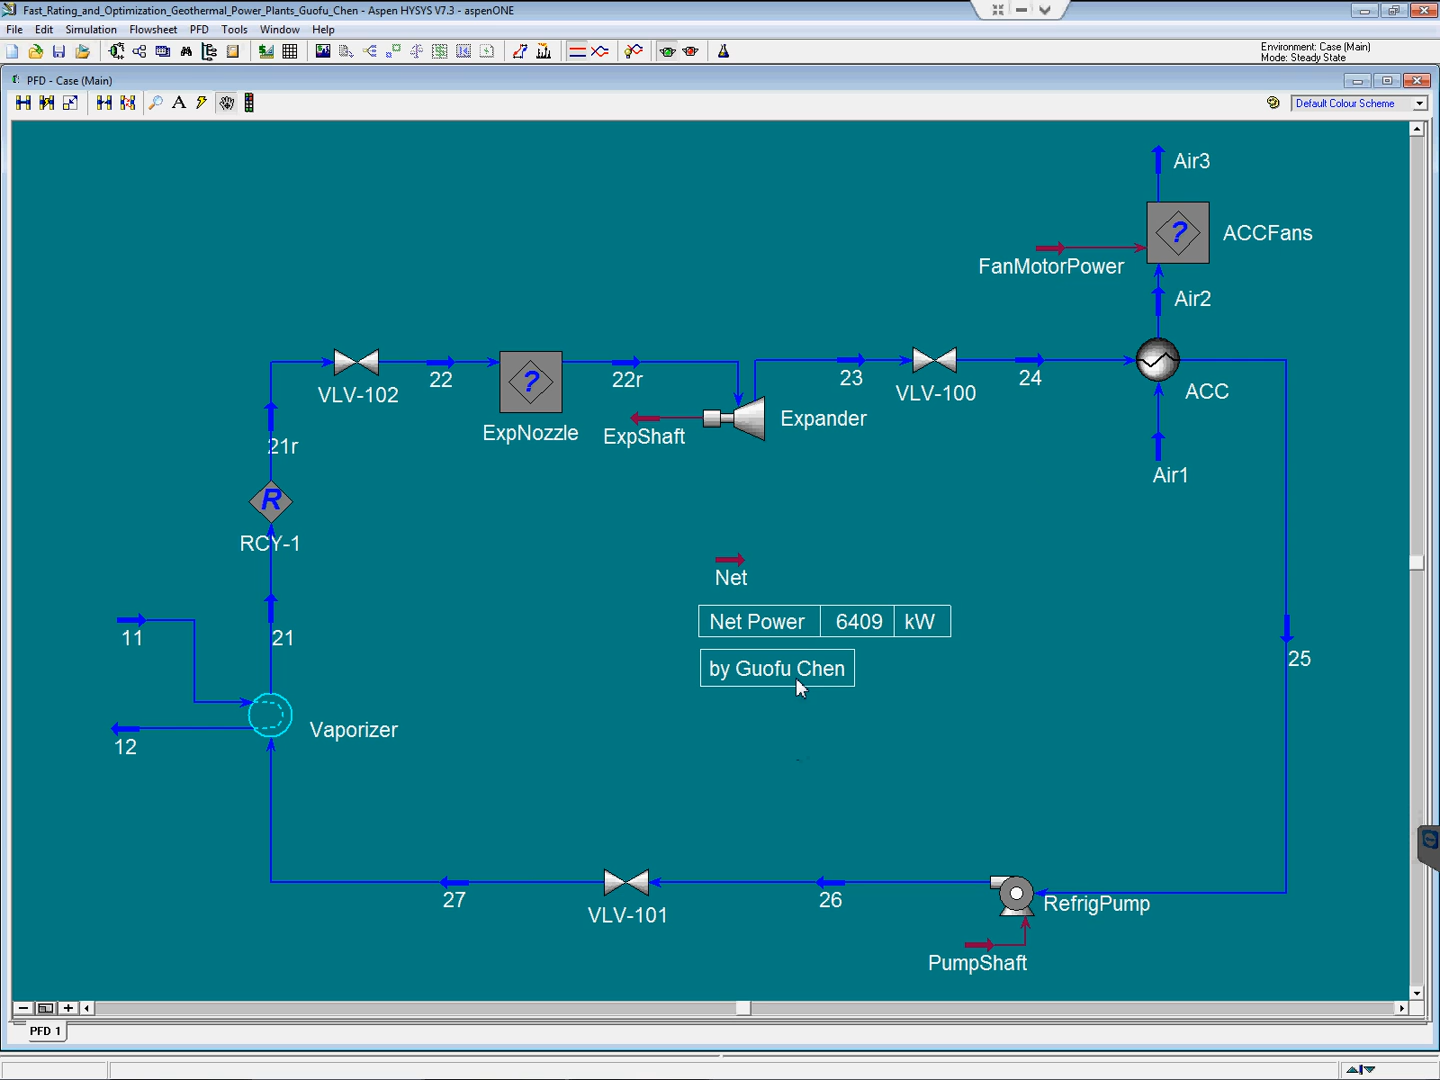 Fast_Rating_and_Optimization_Geothermal_Power_Plants_Guofu_Chen - Aspen HYSYS V7.3 - aspenONE
File Edit Simulation Flowsheet PFD Tools Window Help
Environment: Case (Main)
Mode: Steady State
PFD - Case (Main)
A
Default Colour Scheme
Air3
?
ACCFans
FanMotorPower
Air2
VLV-102
22
?
22r
23
VLV-100
24
ACC
ExpNozzle
ExpShaft
Expander
21r
Air1
R
RCY-1
Net
Net Power 6409 kW
11
21
by Guofu Chen
25
Vaporizer
12
27
VLV-101
26
RefrigPump
PumpShaft
PFD 1